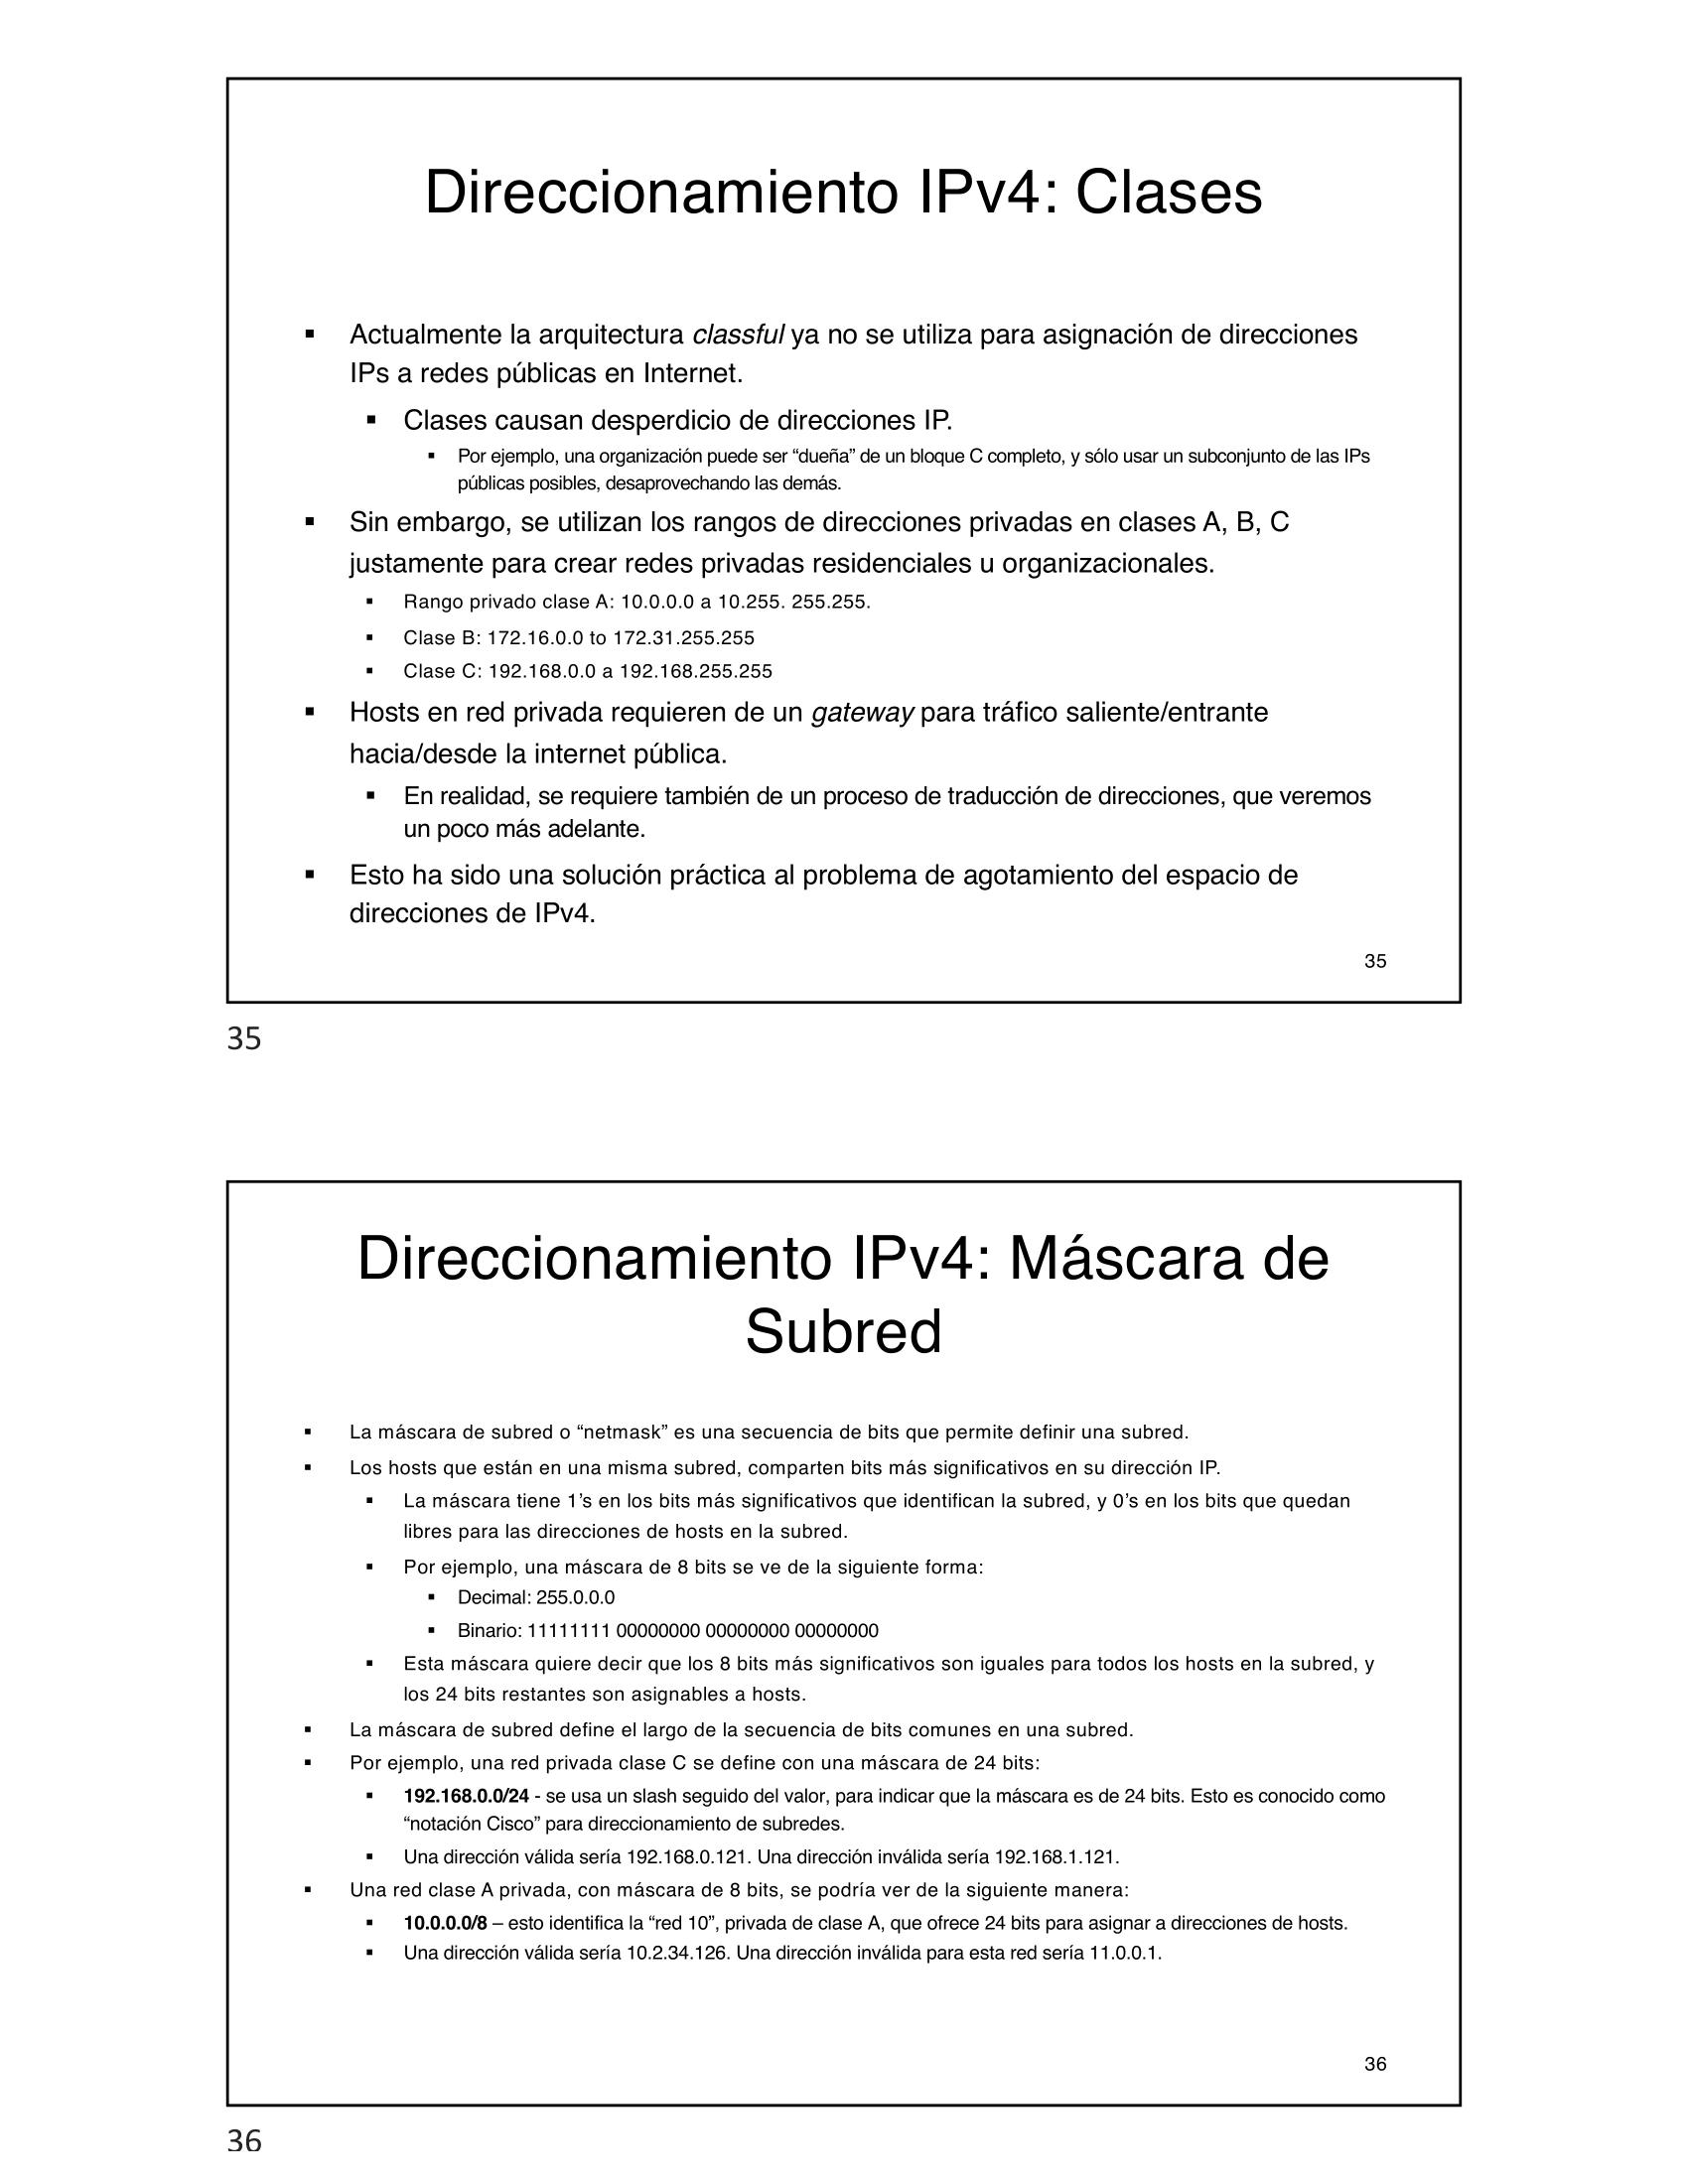 Direccionamiento IPv4: Clases
▪ Actualmente la arquitectura classful ya no se utiliza para asignación de direcciones
IPs a redes públicas en Internet.
▪ Clases causan desperdicio de direcciones IP.
▪ Por ejemplo, una organización puede ser “dueña” de un bloque C completo, y sólo usar un subconjunto de las IPs
públicas posibles, desaprovechando las demás.
▪ Sin embargo, se utilizan los rangos de direcciones privadas en clases A, B, C
justamente para crear redes privadas residenciales u organizacionales.
▪ Rango privado clase A: 10.0.0.0 a 10.255. 255.255.
▪ Clase B: 172.16.0.0 to 172.31.255.255
▪ Clase C: 192.168.0.0 a 192.168.255.255
▪ Hosts en red privada requieren de un gateway para tráfico saliente/entrante
hacia/desde la internet pública.
▪ En realidad, se requiere también de un proceso de traducción de direcciones, que veremos
un poco más adelante.
▪ Esto ha sido una solución práctica al problema de agotamiento del espacio de
direcciones de IPv4.
35
35
Direccionamiento IPv4: Máscara de
Subred
▪ La máscara de subred o “netmask” es una secuencia de bits que permite definir una subred.
▪ Los hosts que están en una misma subred, comparten bits más significativos en su dirección IP.
▪ La máscara tiene 1’s en los bits más significativos que identifican la subred, y 0’s en los bits que quedan
libres para las direcciones de hosts en la subred.
▪ Por ejemplo, una máscara de 8 bits se ve de la siguiente forma:
▪ Decimal: 255.0.0.0
▪ Binario: 11111111 00000000 00000000 00000000
▪ Esta máscara quiere decir que los 8 bits más significativos son iguales para todos los hosts en la subred, y
los 24 bits restantes son asignables a hosts.
▪ La máscara de subred define el largo de la secuencia de bits comunes en una subred.
▪ Por ejemplo, una red privada clase C se define con una máscara de 24 bits:
▪ 192.168.0.0/24 - se usa un slash seguido del valor, para indicar que la máscara es de 24 bits. Esto es conocido como
“notación Cisco” para direccionamiento de subredes.
▪ Una dirección válida sería 192.168.0.121. Una dirección inválida sería 192.168.1.121.
▪ Una red clase A privada, con máscara de 8 bits, se podría ver de la siguiente manera:
▪ 10.0.0.0/8 – esto identifica la “red 10”, privada de clase A, que ofrece 24 bits para asignar a direcciones de hosts.
▪ Una dirección válida sería 10.2.34.126. Una dirección inválida para esta red sería 11.0.0.1.
36
36